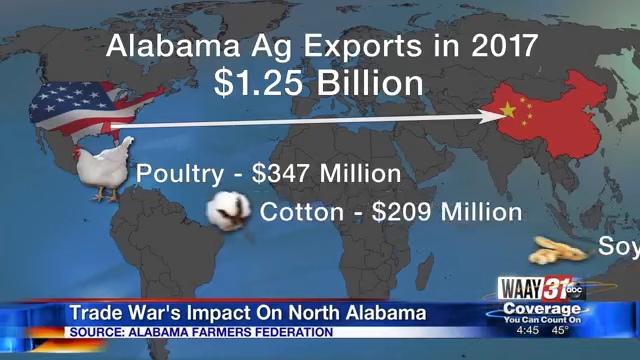 Alabama Ag Exports in 2017
$1.25 Billion
Poultry - $347 Million
Cotton - $209 Million
Soy
WAAY 31 abc
Coverage
You Can Count On
4:45 45°
Trade War's Impact On North Alabama
SOURCE: ALABAMA FARMERS FEDERATION